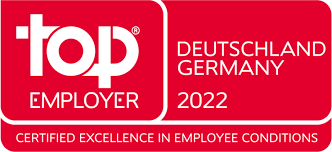 top®
EMPLOYER
DEUTSCHLAND
GERMANY
2022
CERTIFIED EXCELLENCE IN EMPLOYEE CONDITIONS